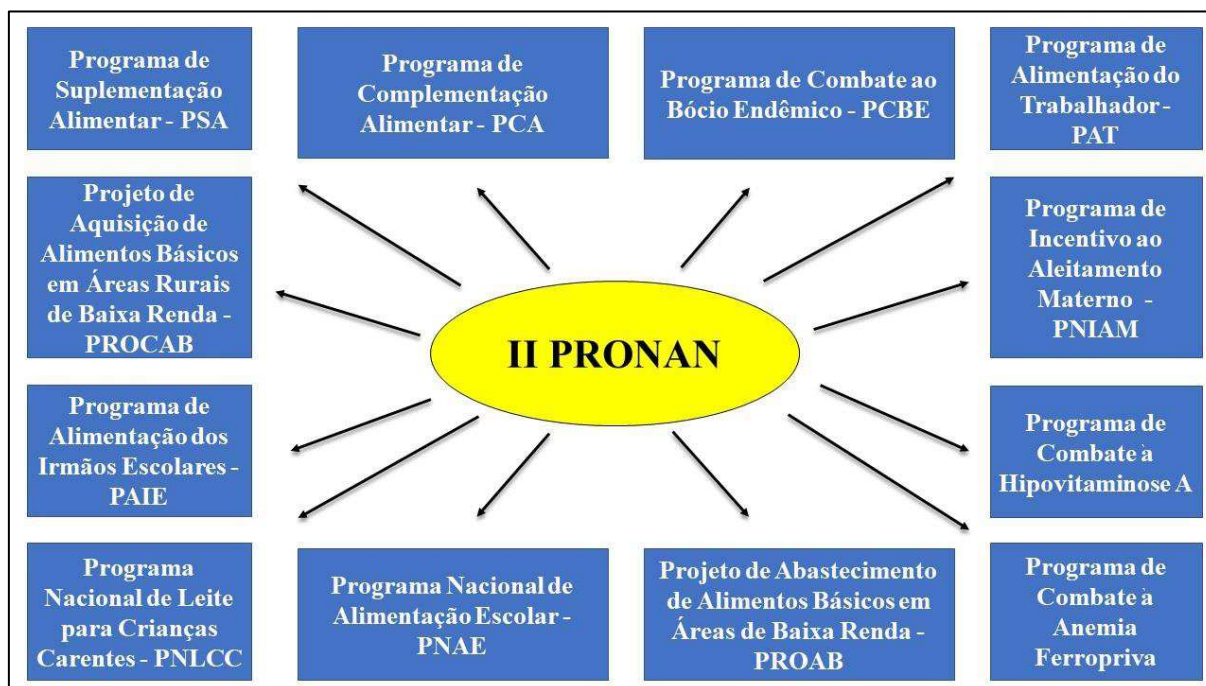 Programa de
Suplementação
Alimentar - PSA
Programa de
Complementação
Alimentar - PCA
Programa de Combate ao
Bócio Endêmico - PCBE
Programa de
Alimentação do
Trabalhador -
PAT
Projeto de
Aquisição de
Alimentos Básicos
em Áreas Rurais
de Baixa Renda -
PROCAB
Programa de
Incentivo ao
Aleitamento
Materno -
PNIAM
II PRONAN
Programa de
Alimentação dos
Irmãos Escolares -
PAIE
Programa de
Combate à
Hipovitaminose A
Programa
Nacional de Leite
para Crianças
Carentes - PNLCC
Programa Nacional de
Alimentação Escolar -
PNAE
Projeto de Abastecimento
de Alimentos Básicos em
Áreas de Baixa Renda -
PROAB
Programa de
Combate à
Anemia
Ferropriva